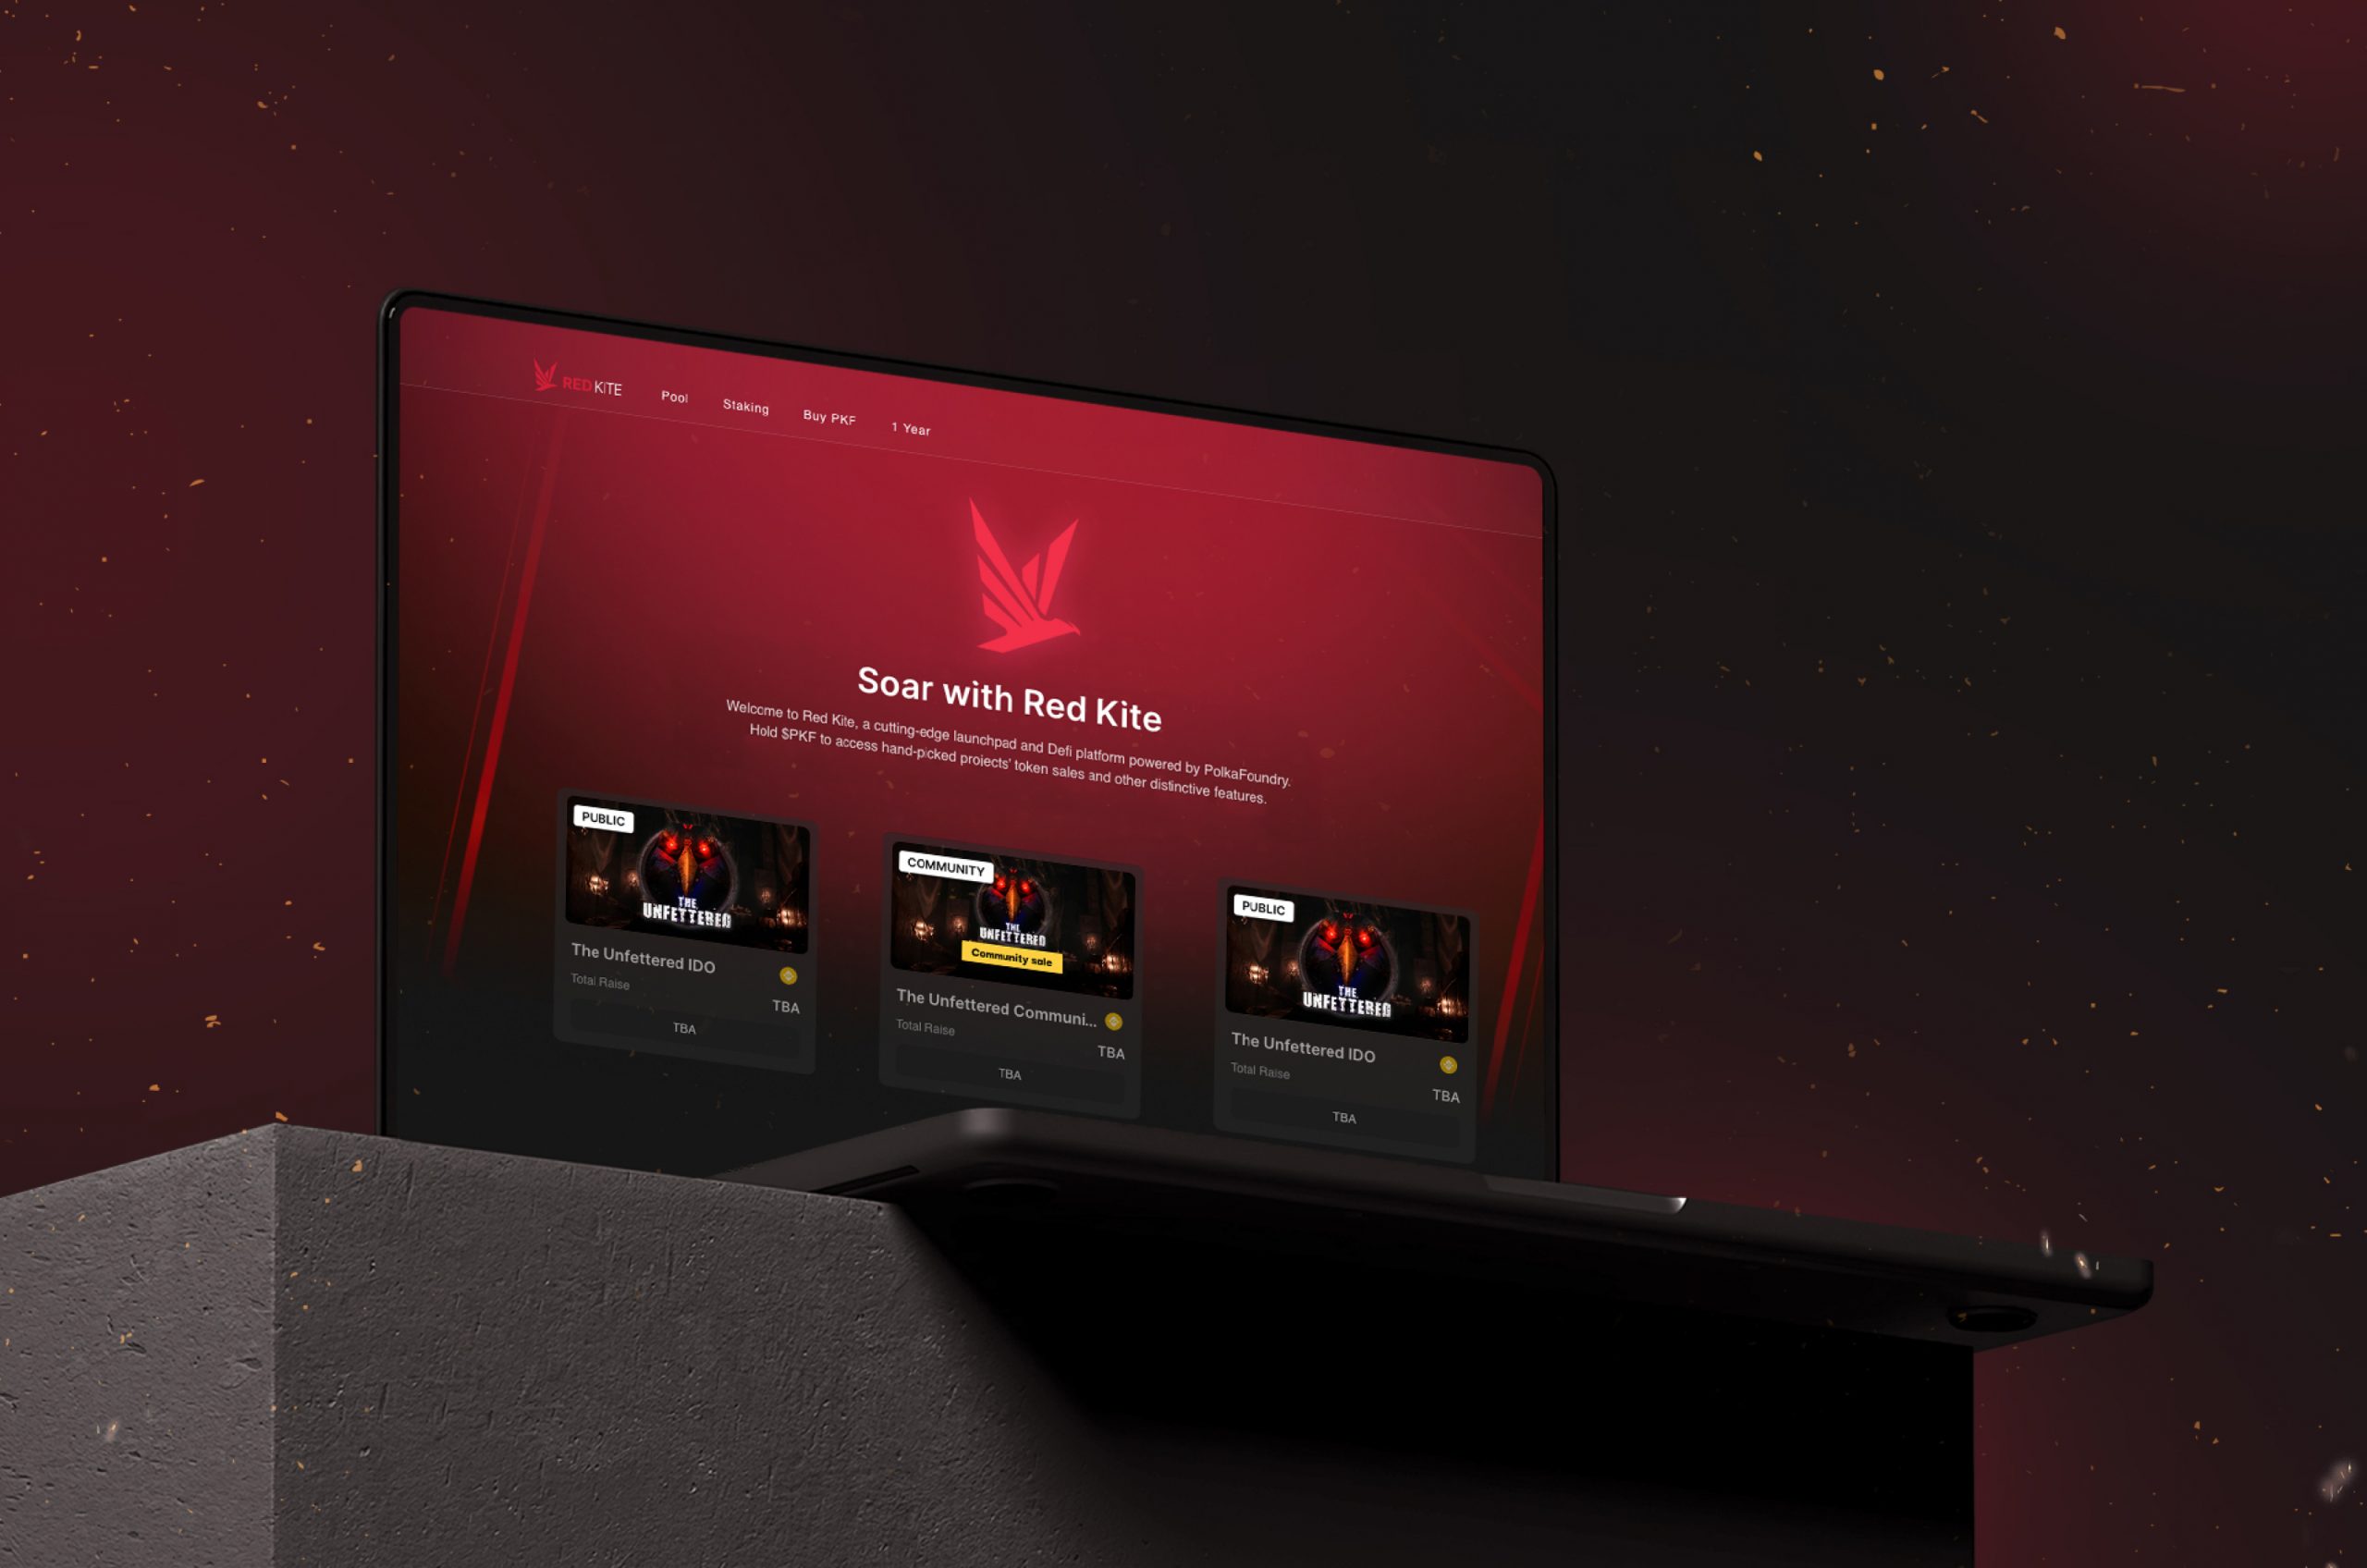 RED KITE
Pool
Staking
Buy PKF
1 Year
Soar with Red Kite
Welcome to Red Kite, a cutting-edge launchpad and Defi platform powered by PolkaFoundry.
Hold $PKF to access hand-picked projects' token sales and other distinctive features.
PUBLIC
THE
UNFETTERED
The Unfettered IDO
Total Raise
TBA
TBA
COMMUNITY
THE
UNFETTERED
Community sale
The Unfettered Communi...
Total Raise
TBA
TBA
PUBLIC
THE
UNFETTERED
The Unfettered IDO
Total Raise
TBA
TBA